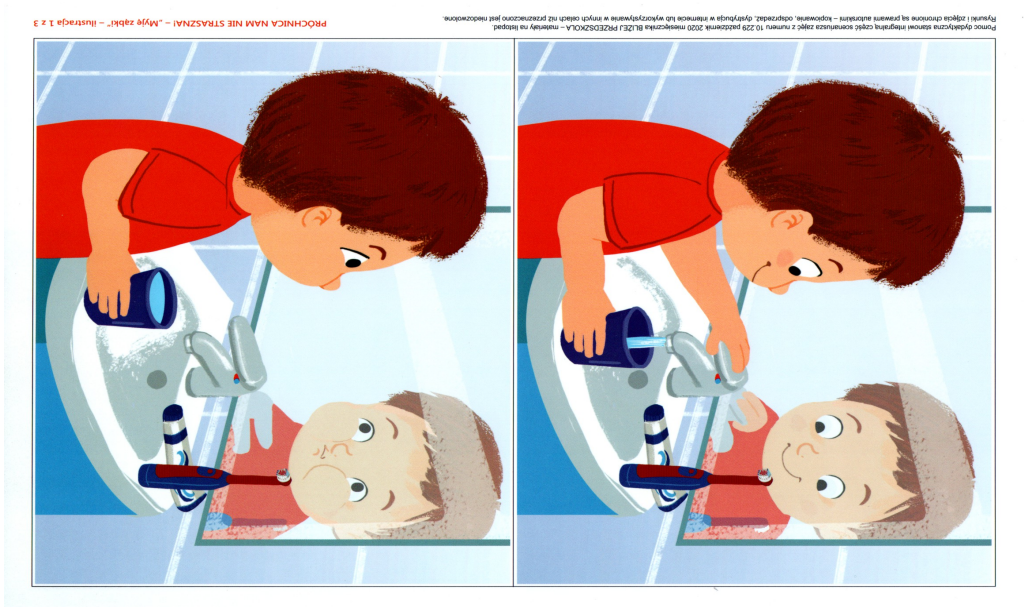 Pomoc dydaktyczna stanowi integralną część scenariusza zajęć z numeru 10.229 październik 2020 miesięcznika BLIŻEJ PRZEDSZKOLA – materiały na listopad.
Rysunki i zdjęcia chronione są prawami autorskimi – kopiowanie, odsprzedaż, dystrybucja w internecie lub wykorzystywanie w innych celach niż przeznaczono jest niedozwolone.
PRÓCHNICA NAM NIE STRASZNA! – „Myję ząbki” – ilustracja 1 z 3